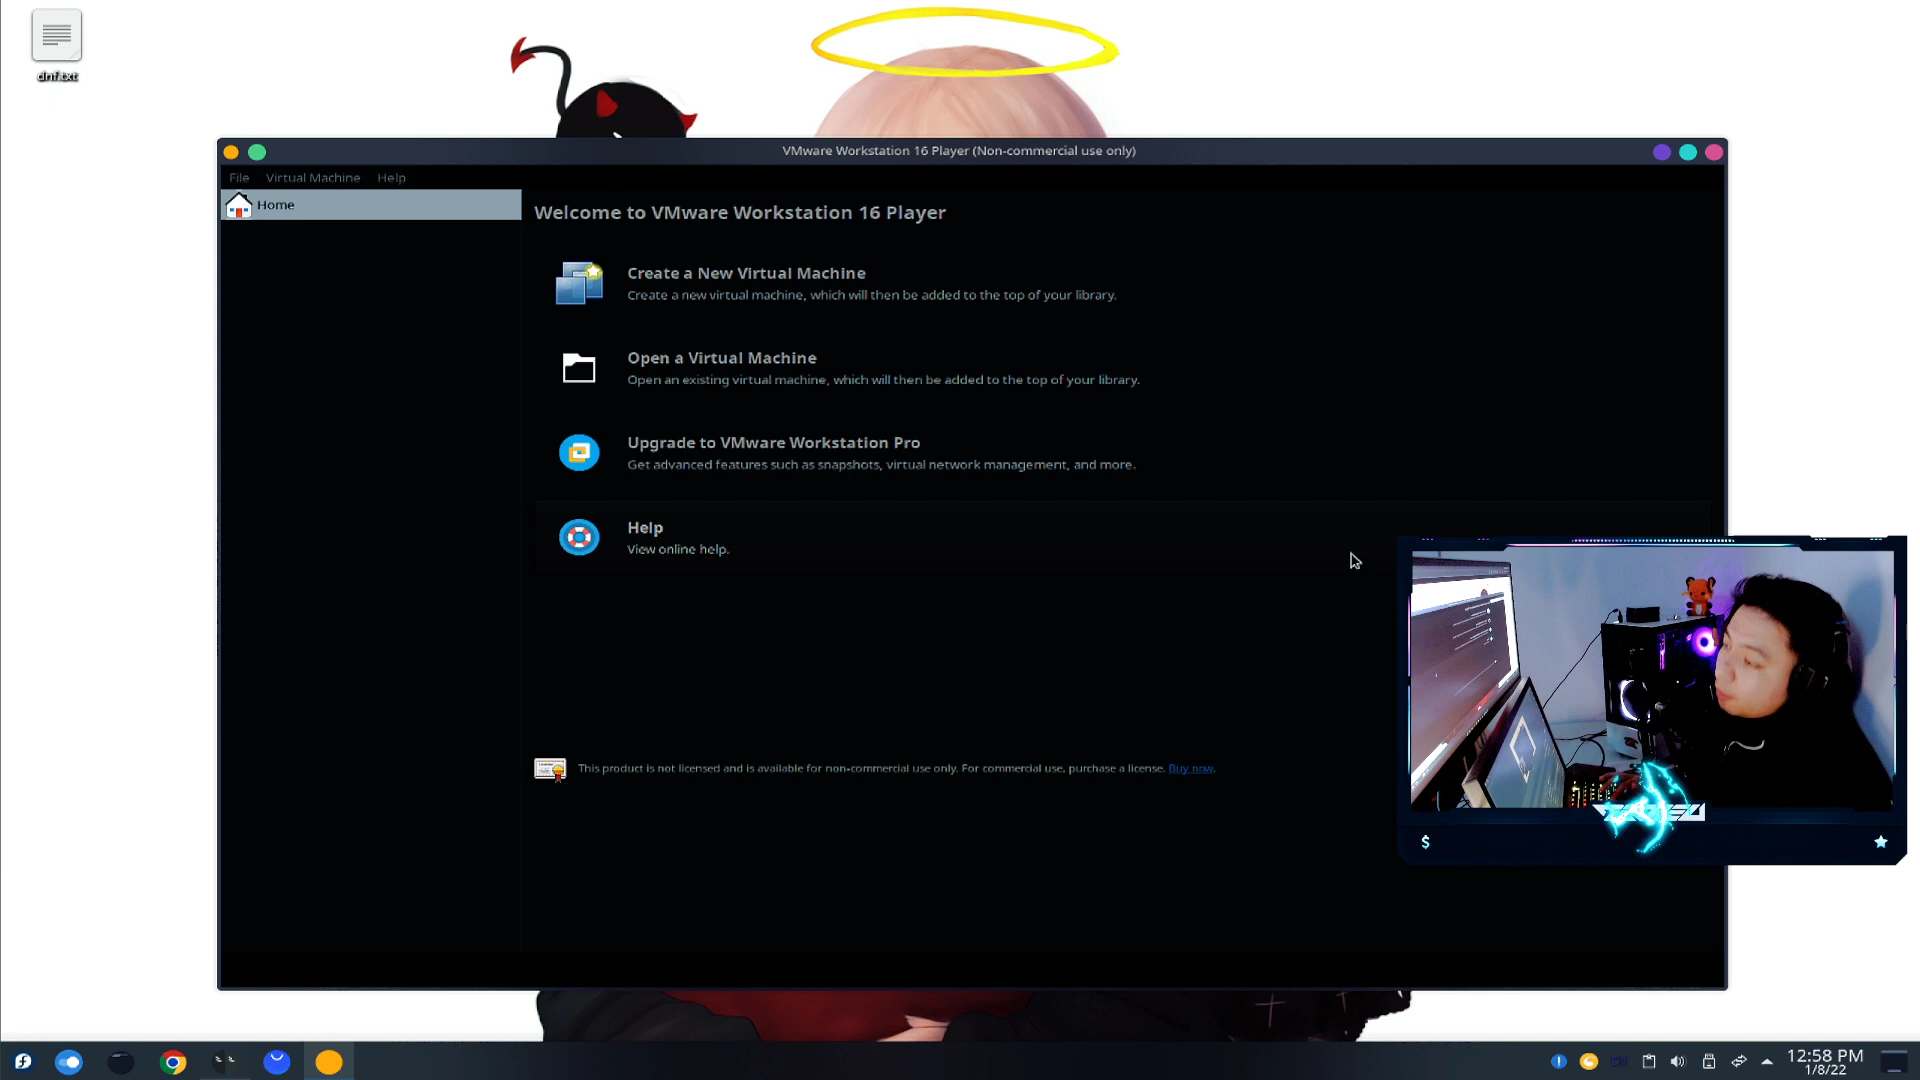 dnf.txt
VMware Workstation 16 Player (Non-commercial use only)
File Virtual Machine Help
Home
Welcome to VMware Workstation 16 Player
Create a New Virtual Machine
Create a new virtual machine, which will then be added to the top of your library.
Open a Virtual Machine
Open an existing virtual machine, which will then be added to the top of your library.
Upgrade to VMware Workstation Pro
Get advanced features such as snapshots, virtual network management, and more.
Help
View online help.
This product is not licensed and is available for non-commercial use only. For commercial use, purchase a license. Buy now.
$
12:58 PM
1/8/22